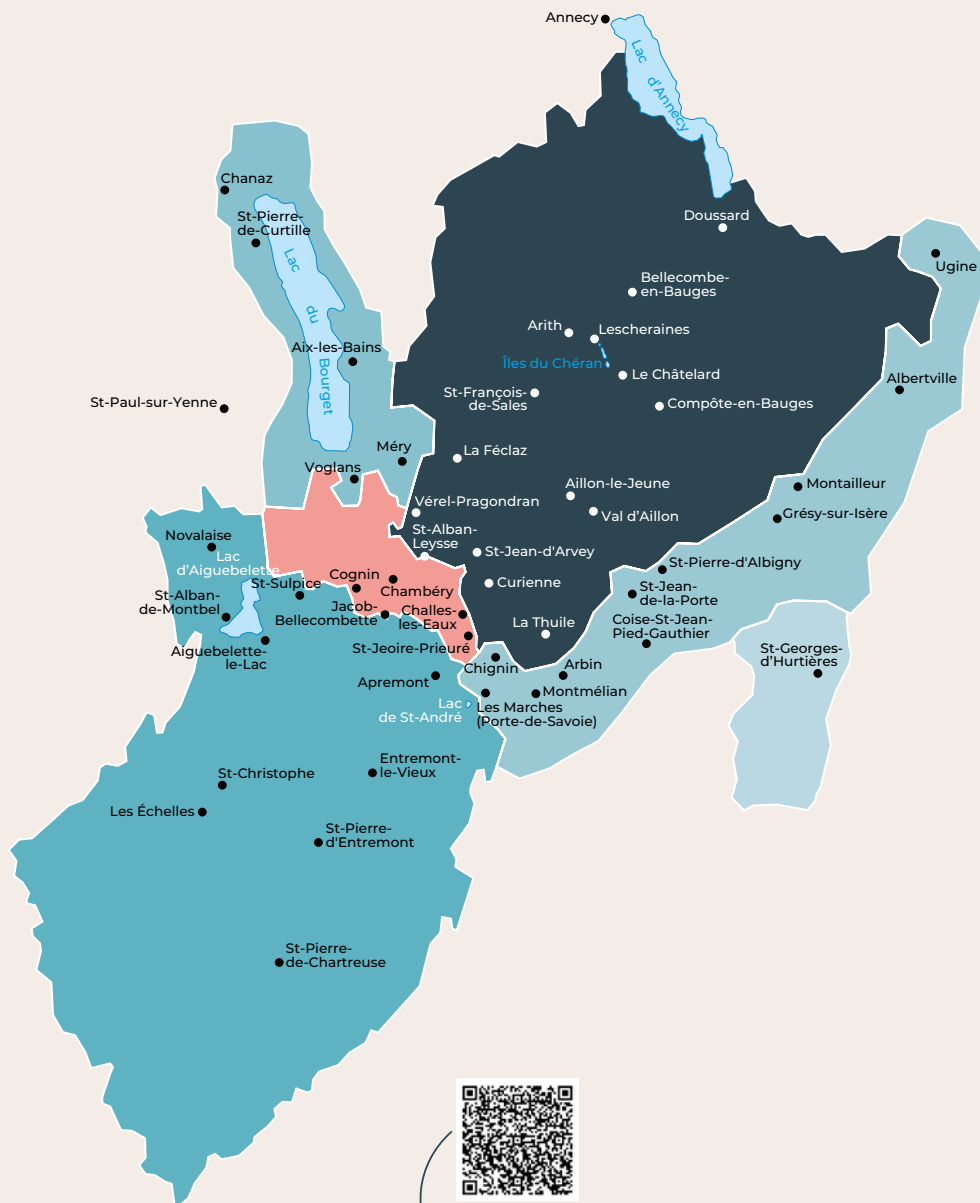 Annecy
Lac
d'Annecy
Chanaz
St-Pierre-
de-Curtille
Lac
du
Bourget
Doussard
Ugine
Bellecombe-
en-Bauges
Arith
Lescheraines
Îles du Chéran
Aix-les-Bains
Le Châtelard
Albertville
St-François-
de-Sales
Compôte-en-Bauges
St-Paul-sur-Yenne
Méry
La Féclaz
Voglans
Aillon-le-Jeune
Montailleur
Vérel-Pragondran
Val d'Aillon
Grésy-sur-Isère
Novalaise
St-Alban-
Leysse
St-Jean-d'Arvey
Lac
d'Aiguebelette
St-Pierre-d'Albigny
Cognin
Chambéry
Curienne
St-Sulpice
St-Jean-
de-la-Porte
St-Alban-
de-Montbel
Jacob-
Bellecombette
Challes-
les-Eaux
La Thuile
Coise-St-Jean-
Pied-Gauthier
Aiguebelette-
le-Lac
St-Jeoire-Prieuré
St-Georges-
d'Hurtières
Chignin
Arbin
Apremont
Montmélian
Lac
de St-André
Les Marches
(Porte-de-Savoie)
Entremont-
le-Vieux
St-Christophe
Les Échelles
St-Pierre-
d'Entremont
St-Pierre-
de-Chartreuse